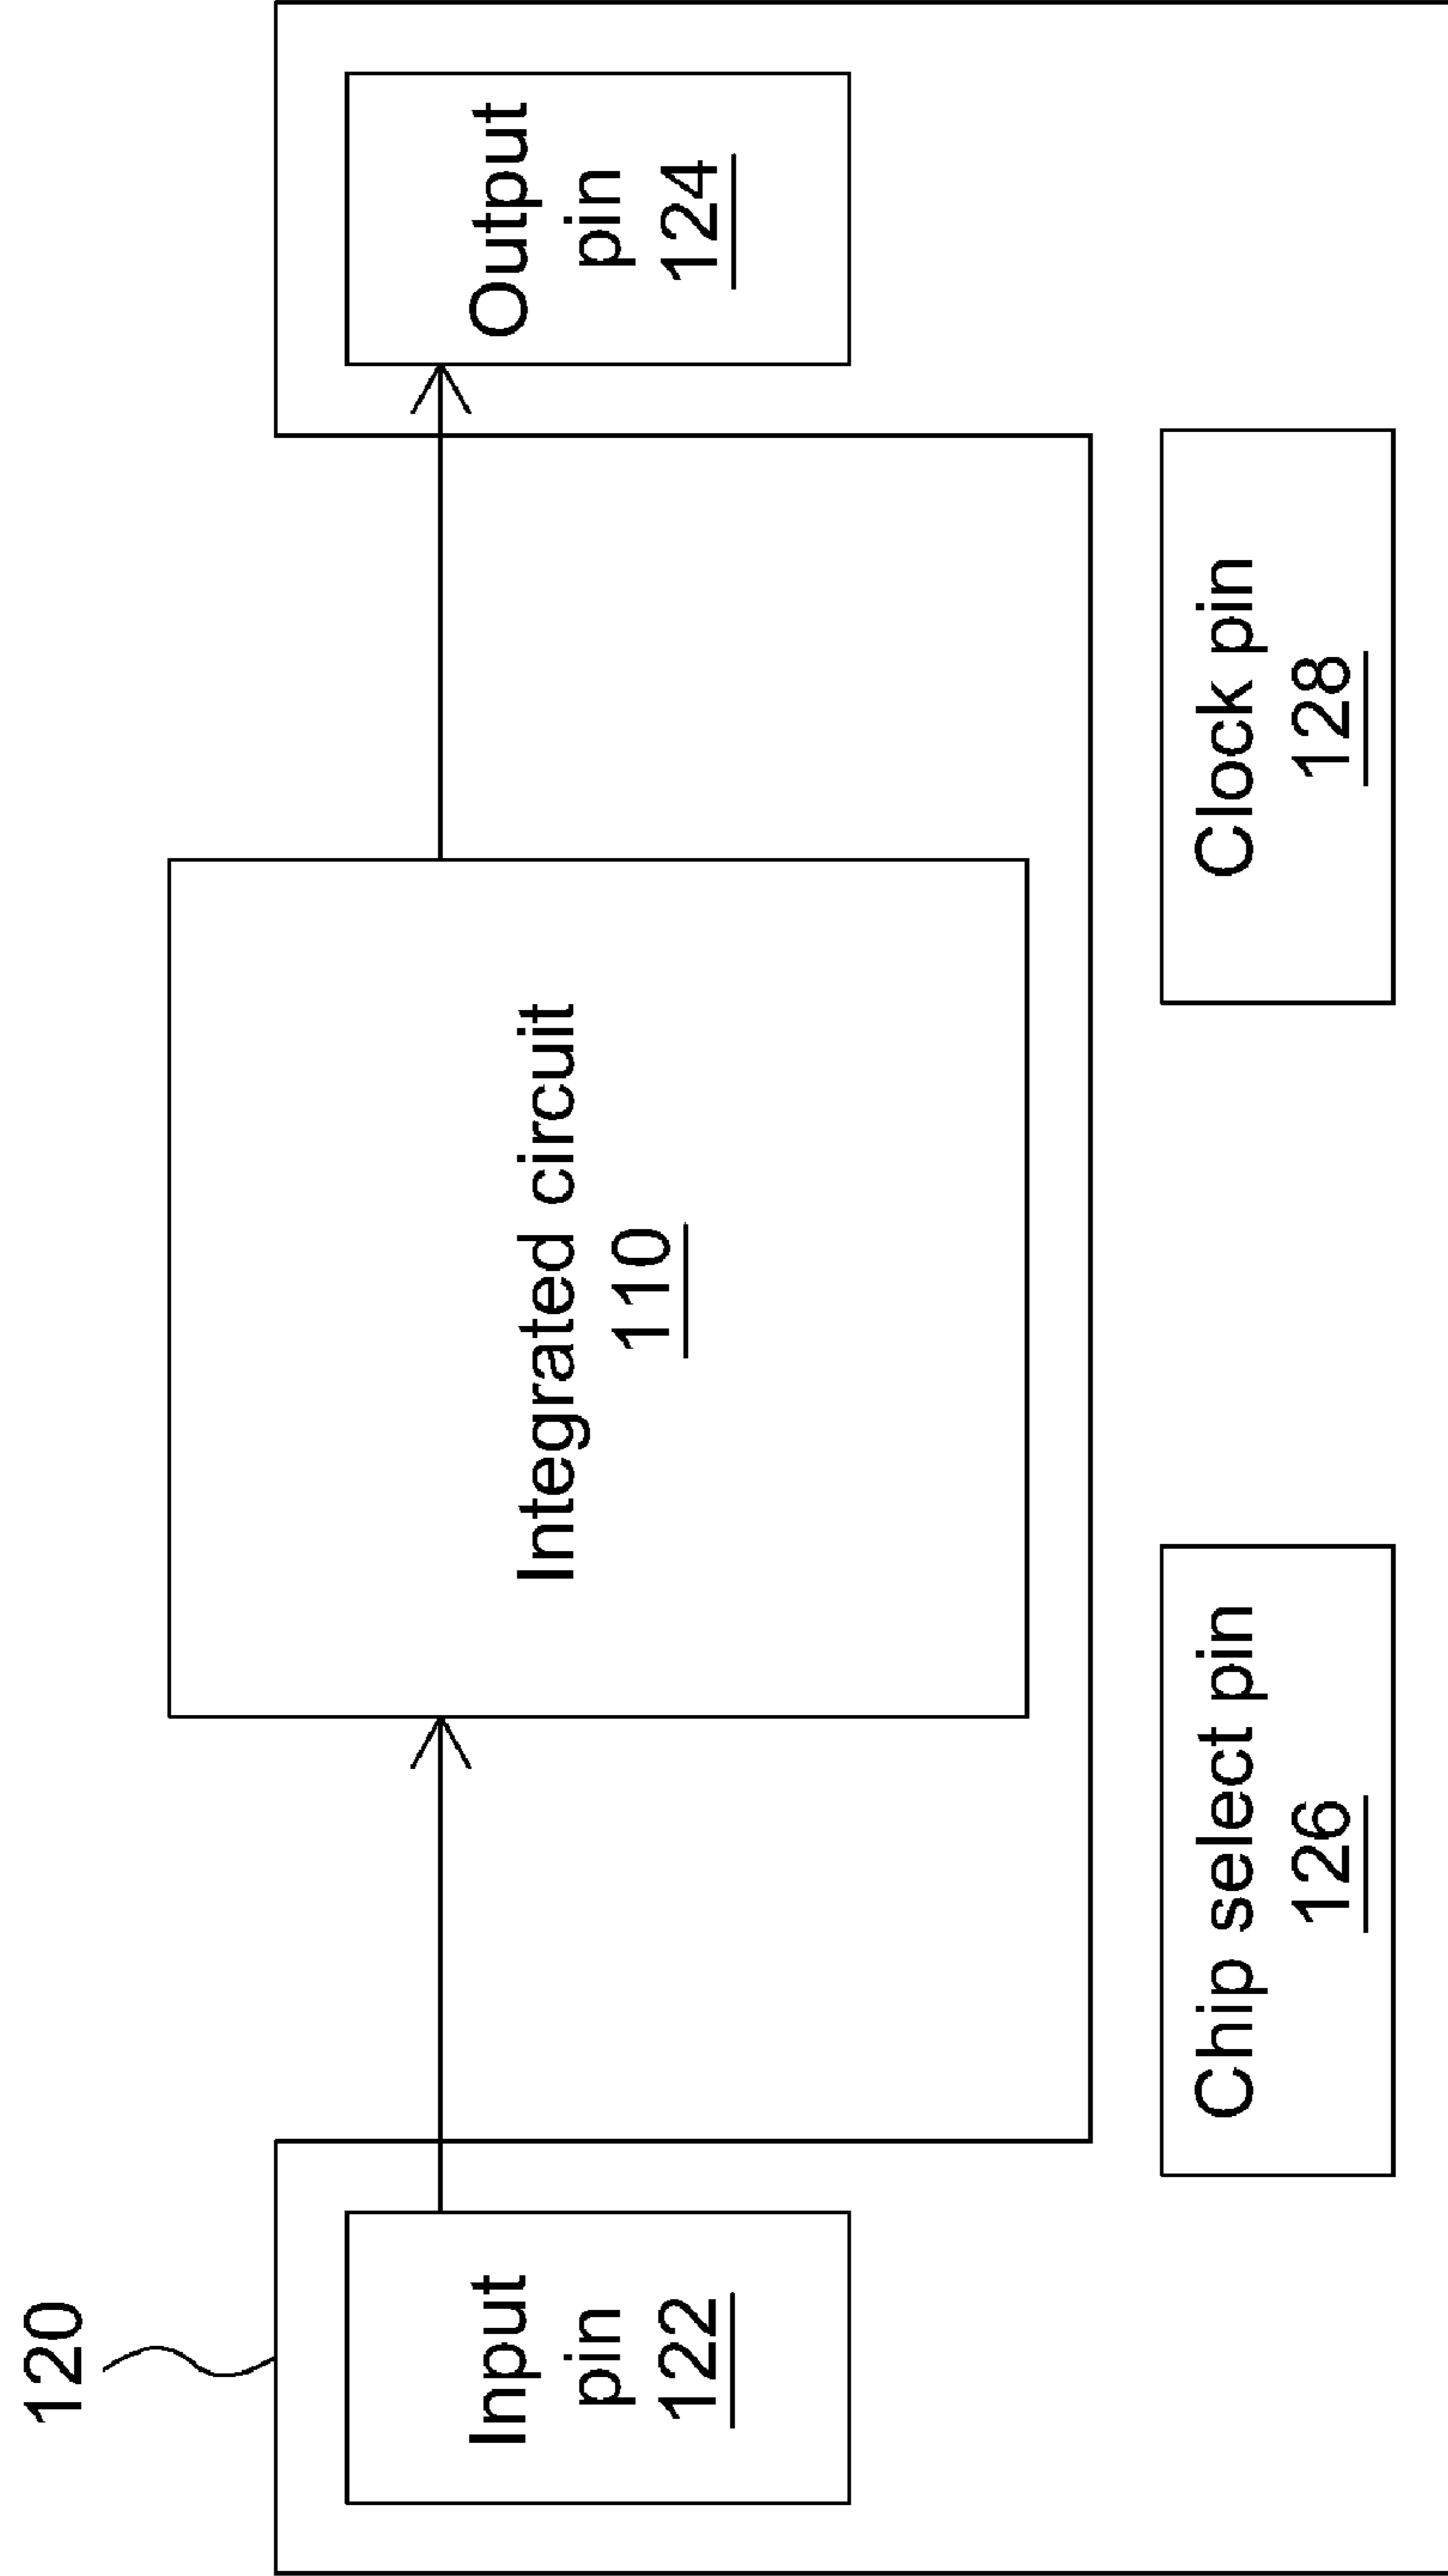 120
Input
pin
122
Integrated circuit
110
Output
pin
124
Chip select pin
126
Clock pin
128